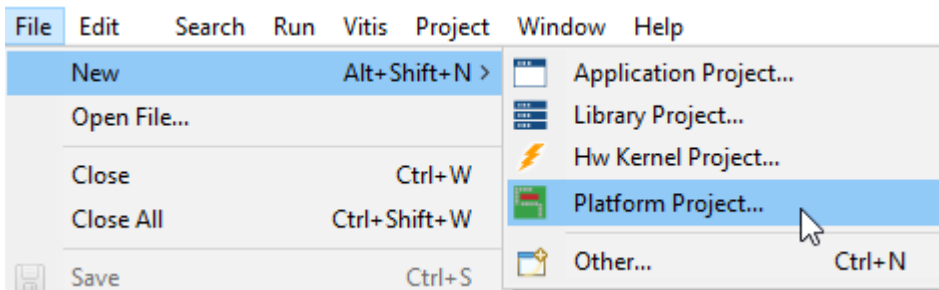 File Edit Search Run Vitis Project Window Help
New Alt+Shift+N >
Open File...
Close Ctrl+W
Close All Ctrl+Shift+W
Save Ctrl+S
Application Project...
Library Project...
Hw Kernel Project...
Platform Project...
Other... Ctrl+N